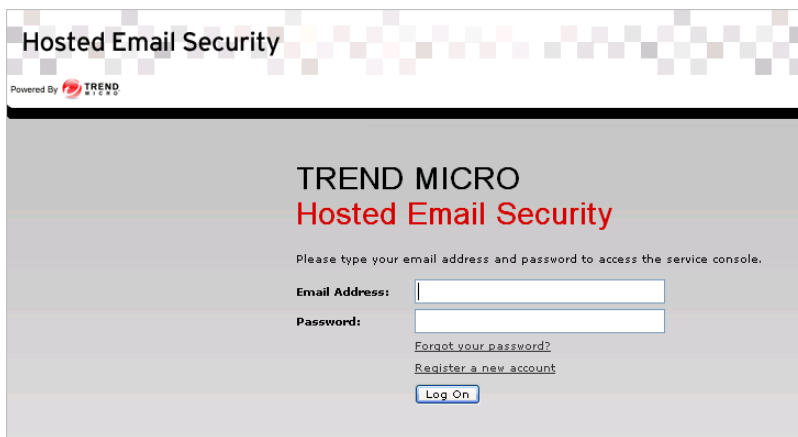 Hosted Email Security
Powered By TREND MICRO
TREND MICRO
Hosted Email Security
Please type your email address and password to access the service console.
Email Address:
Password:
Forgot your password?
Register a new account
Log On